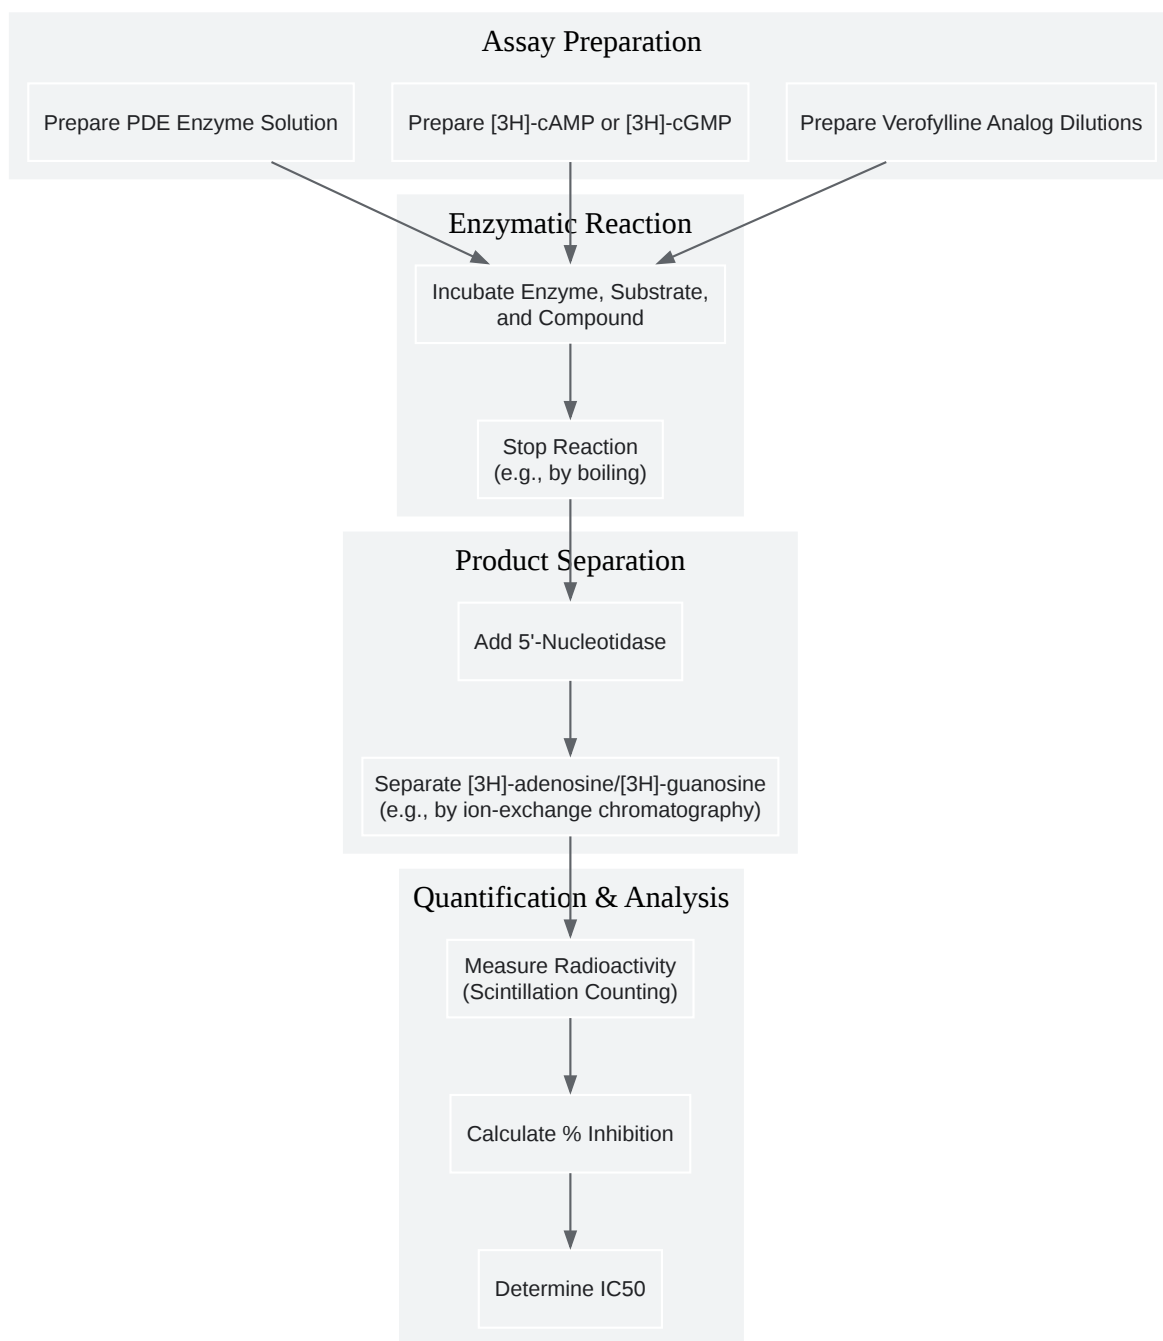 Assay Preparation
Prepare PDE Enzyme Solution
Prepare [3H]-cAMP or [3H]-cGMP
Prepare Verofylline Analog Dilutions
Enzymatic Reaction
Incubate Enzyme, Substrate,
and Compound
Stop Reaction
(e.g., by boiling)
Product Separation
Add 5'-Nucleotidase
Separate [3H]-adenosine/[3H]-guanosine
(e.g., by ion-exchange chromatography)
Quantification & Analysis
Measure Radioactivity
(Scintillation Counting)
Calculate % Inhibition
Determine IC50